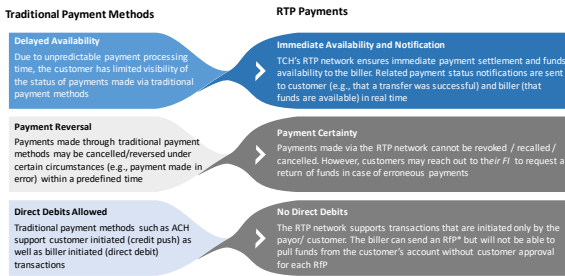 Traditional Payment Methods
RTP Payments
Delayed Availability
Due to unpredictable payment processing
time, the customer has limited visibility of
the status of payments made via traditional
payment methods
Immediate Availability and Notification
TCH's RTP network ensures immediate payment settlement and funds
availability to the biller. Related payment status notifications are sent
to customer (e.g., that a transfer was successful) and biller (that
funds are available) in real time
Payment Reversal
Payments made through traditional payment
methods may be cancelled/reversed under
certain circumstances (e.g., payment made in
error) within a predefined time
Payment Certainty
Payments made via the RTP network cannot be revoked / recalled /
cancelled. However, customers may reach out to their FI to request a
return of funds in case of erroneous payments
Direct Debits Allowed
Traditional payment methods such as ACH
support customer initiated (credit push) as
well as biller initiated (direct debit)
transactions
No Direct Debits
The RTP network supports transactions that are initiated only by the
payor/ customer. The biller can send an RfP* but will not be able to
pull funds from the customer's account without customer approval
for each RfP